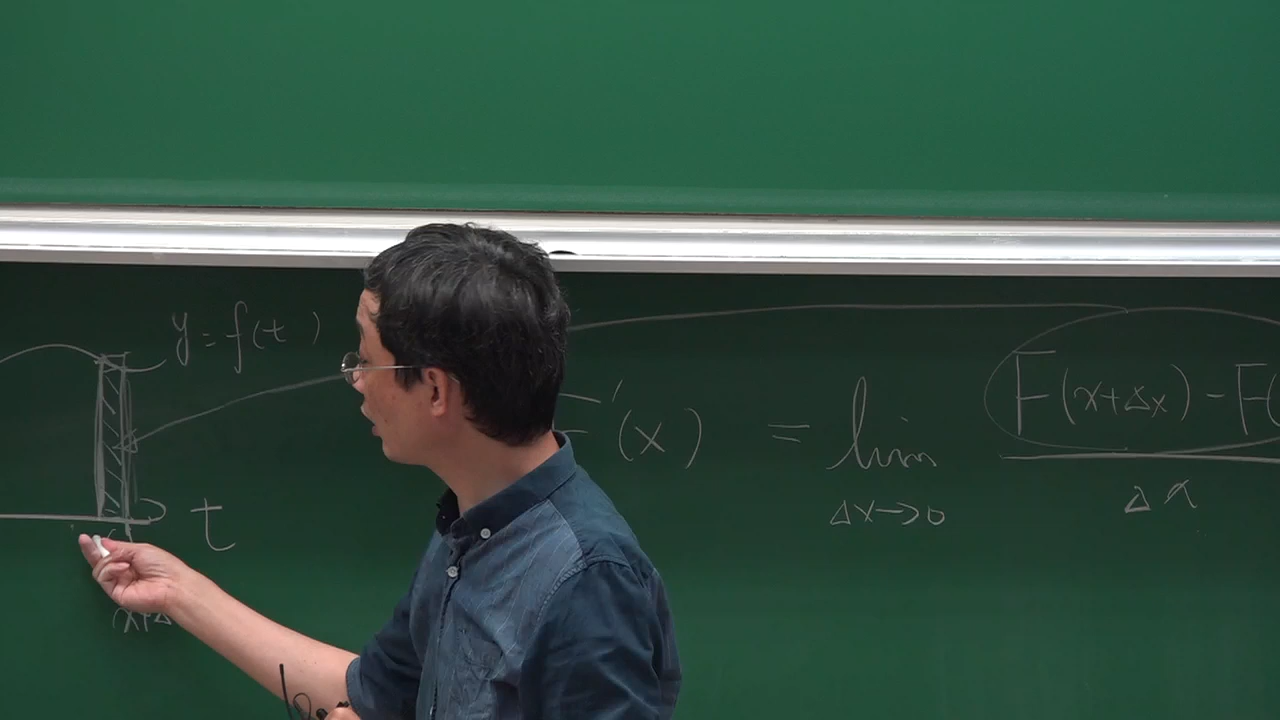 y = f(t)
F'(x) = lim F(x+Δx) - F(
Δx→0 Δx
t
x+Δ